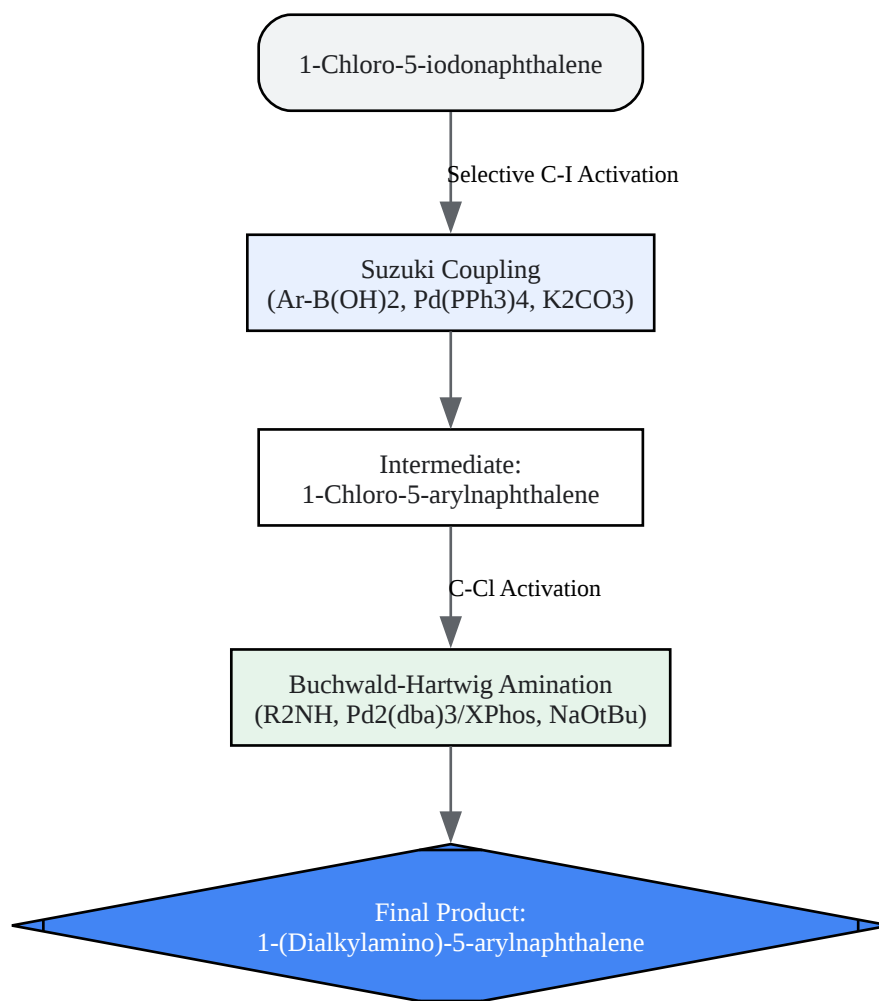 1-Chloro-5-iodonaphthalene
Selective C-I Activation
Suzuki Coupling
(Ar-B(OH)2, Pd(PPh3)4, K2CO3)
Intermediate:
1-Chloro-5-arylnaphthalene
C-Cl Activation
Buchwald-Hartwig Amination
(R2NH, Pd2(dba)3/XPhos, NaOtBu)
Final Product:
1-(Dialkylamino)-5-arylnaphthalene